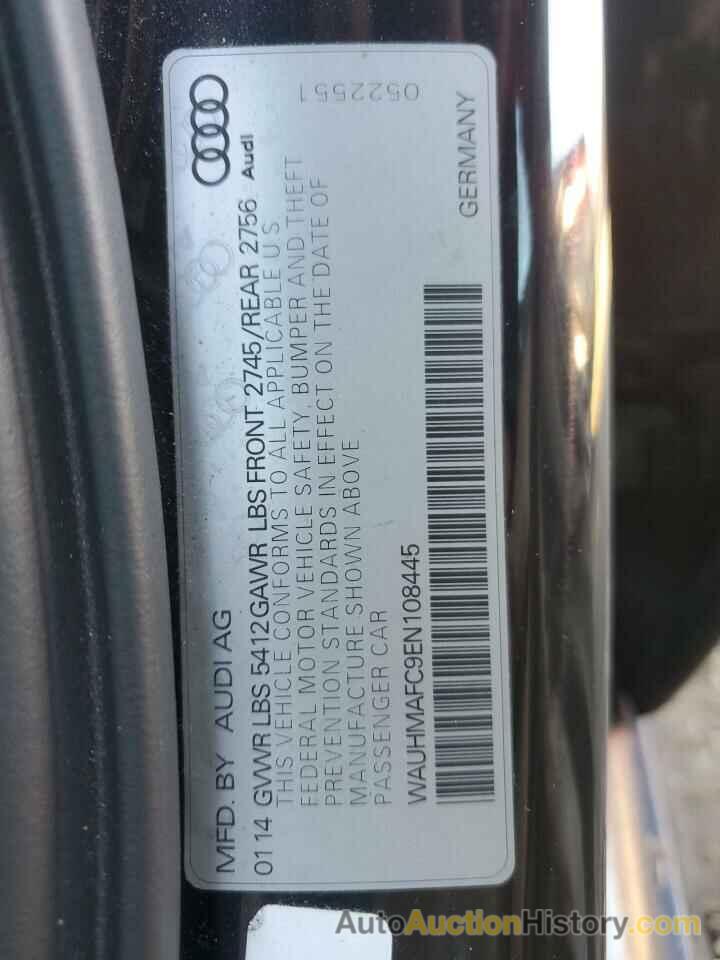 MFD. BY AUDI AG
0114 GVWR LBS 5412 GAWR LBS FRONT 2745/REAR 2756
Audi
THIS VEHICLE CONFORMS TO ALL APPLICABLE U S
FEDERAL MOTOR VEHICLE SAFETY, BUMPER AND THEFT
PREVENTION STANDARDS IN EFFECT ON THE DATE OF
MANUFACTURE SHOWN ABOVE
PASSENGER CAR
0522551
WAUHMAFC9EN108445
GERMANY
AutoAuctionHistory.com